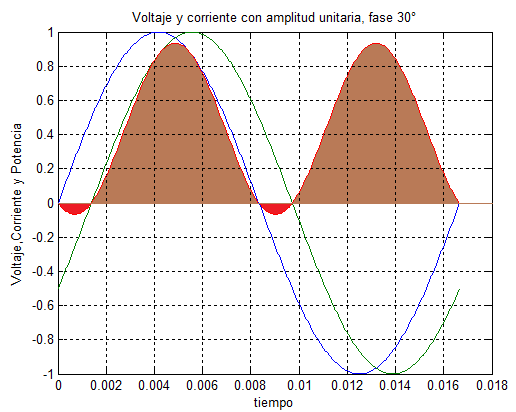 Voltaje y corriente con amplitud unitaria, fase 30°
1
0.8
0.6
0.4
0.2
0
-0.2
-0.4
-0.6
-0.8
-1
Voltaje,Corriente y Potencia
0 0.002 0.004 0.006 0.008 0.01 0.012 0.014 0.016 0.018
tiempo